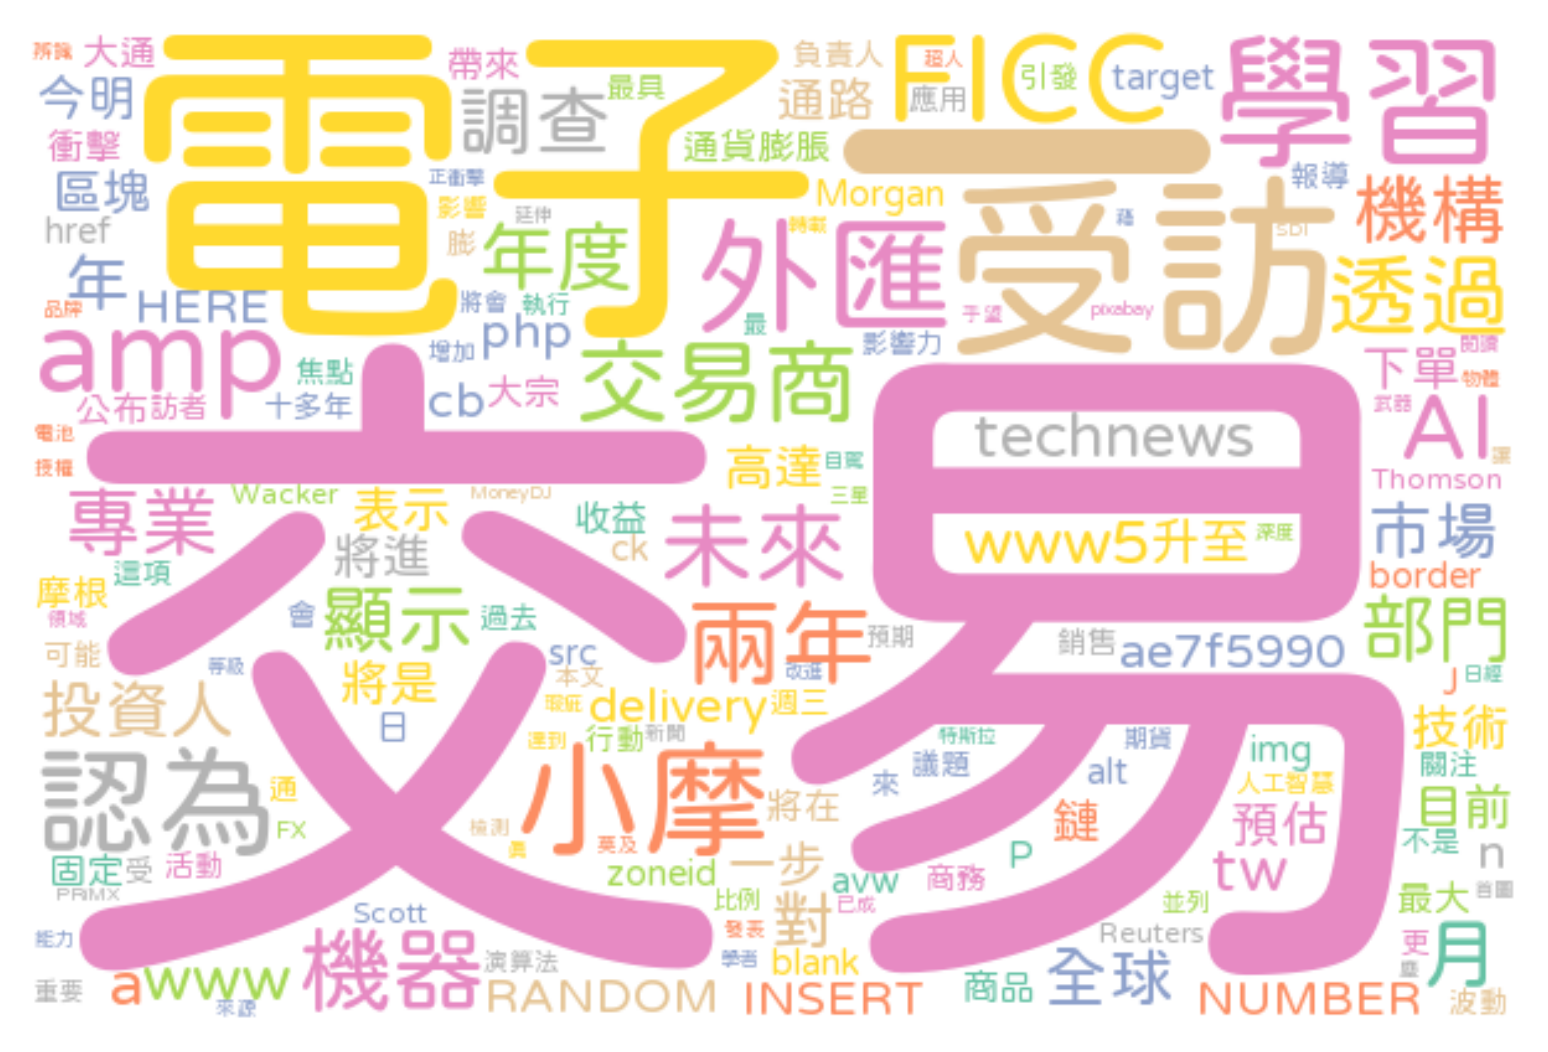 辨識
大通
電子
帶來
負責人
FICC
超人
引發
target
學習
今明
調查
最具
通路
應用
衝擊
通貨膨脹
一
區塊
正衝擊
影響
延伸
Morgan
受訪
報導
機構
href
膨
年度
外匯
轉載
藉
SBI
透過
年
HERE
將會
執行
品牌
amp
增加
php
最
影響力
予望
pixabay
交易
焦點
交易商
下單
閱讀
物體
公布
訪者
十多年
cb
大宗
technews
武器
AI
電池
授權
高達
自駕
讓
專業
Wacker
表示
MoneyDJ
收益
三星
Thomson
將進
ck
未來
www5
升至
深度
市場
摩根
這項
border
領域
會
顯示
過去
兩年
預期
銷售
ae7f5990
部門
可能
等級
將是
src
本文
改進
J
日經
投資人
日
瑕疵
delivery
週三
達到
行動
新聞
特斯拉
期貨
技術
認為
通
小摩
將在
來
議題
alt
img
人工智慧
關注
FX
檢測
莫及
鏈
預估
目前
固定
受
活動
zoneid
一步
avw
商務
P
tw
不是
n
PRiMX
比例
已成
並列
最大
首圖
能力
Scott
機器
演算法
發表
對
Reuters
更
月
重要
a
www
來源
RANDOM
學者
blank
INSERT
商品
全球
NUMBER
波動